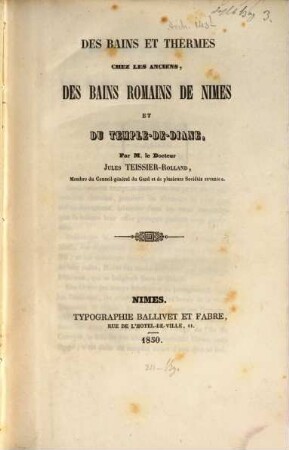 3.
DES BAINS ET THERMES
CHEZ LES ANCIENS,
DES BAINS ROMAINS DE NIMES
ET
DU TEMPLE-DE-DIANE,
Par M. le Docteur
JULES TEISSIER-ROLLAND,
Membre du Conseil général du Gard et de plusieurs Sociétés
NIMES.
TYPOGRAPHIE BALLIVET ET FABRE,
RUE DE L'HOTEL-DE-VILLE, 11.
1850.